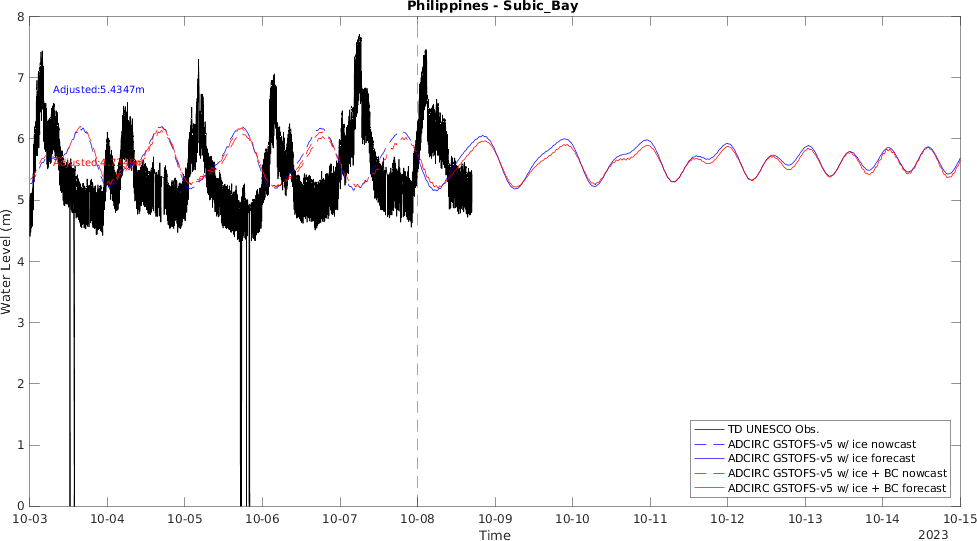 Philippines - Subic_Bay
Water Level (m)
8
7
6
5
4
3
2
1
0
Adjusted:5.4347m
10-03
10-04
10-05
10-06
10-07
10-08
10-09
10-10
10-11
10-12
10-13
10-14
10-15
Time
2023
TD UNESCO Obs.
ADCIRC GSTOFS-v5 w/ ice nowcast
ADCIRC GSTOFS-v5 w/ ice forecast
ADCIRC GSTOFS-v5 w/ ice + BC nowcast
ADCIRC GSTOFS-v5 w/ ice + BC forecast